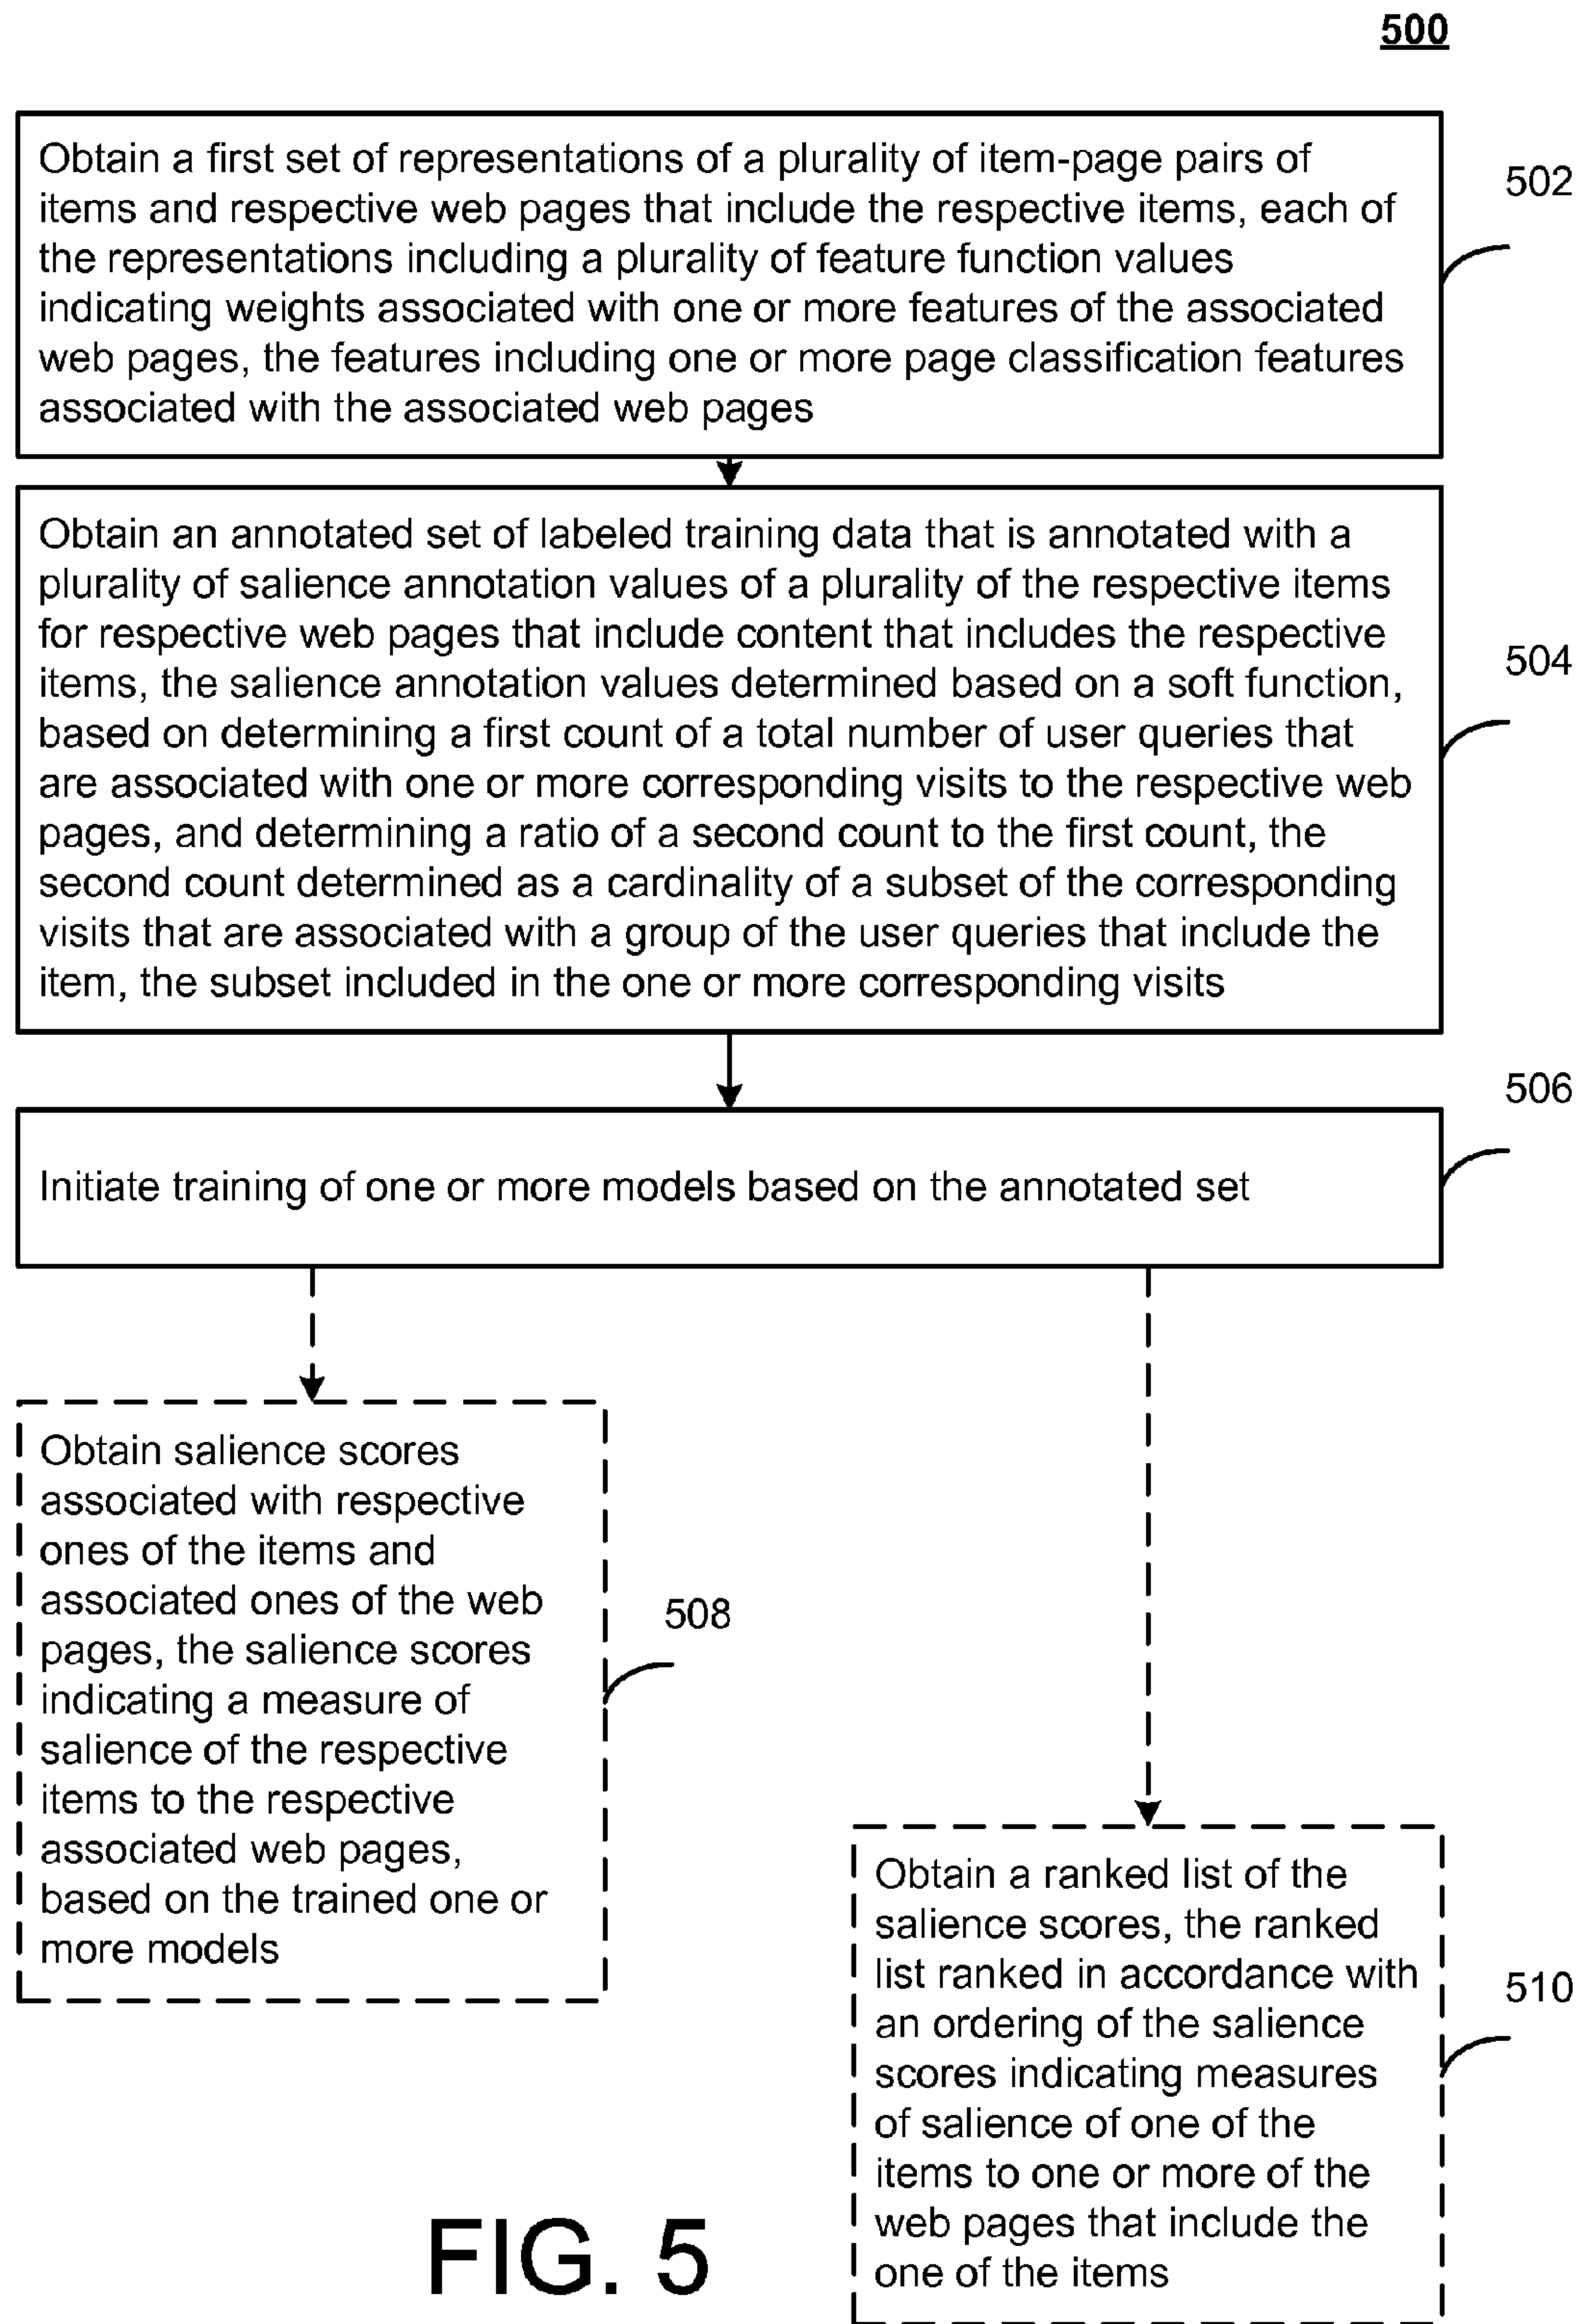 500
Obtain a first set of representations of a plurality of item-page pairs of
items and respective web pages that include the respective items, each of
the representations including a plurality of feature function values
indicating weights associated with one or more features of the associated
web pages, the features including one or more page classification features
associated with the associated web pages
502
Obtain an annotated set of labeled training data that is annotated with a
plurality of salience annotation values of a plurality of the respective items
for respective web pages that include content that includes the respective
items, the salience annotation values determined based on a soft function,
based on determining a first count of a total number of user queries that
are associated with one or more corresponding visits to the respective web
pages, and determining a ratio of a second count to the first count, the
second count determined as a cardinality of a subset of the corresponding
visits that are associated with a group of the user queries that include the
item, the subset included in the one or more corresponding visits
504
Initiate training of one or more models based on the annotated set
506
Obtain salience scores
associated with respective
ones of the items and
associated ones of the web
pages, the salience scores
indicating a measure of
salience of the respective
items to the respective
associated web pages,
based on the trained one or
more models
508
Obtain a ranked list of the
salience scores, the ranked
list ranked in accordance with
an ordering of the salience
scores indicating measures
of salience of one of the
items to one or more of the
web pages that include the
one of the items
510
FIG. 5